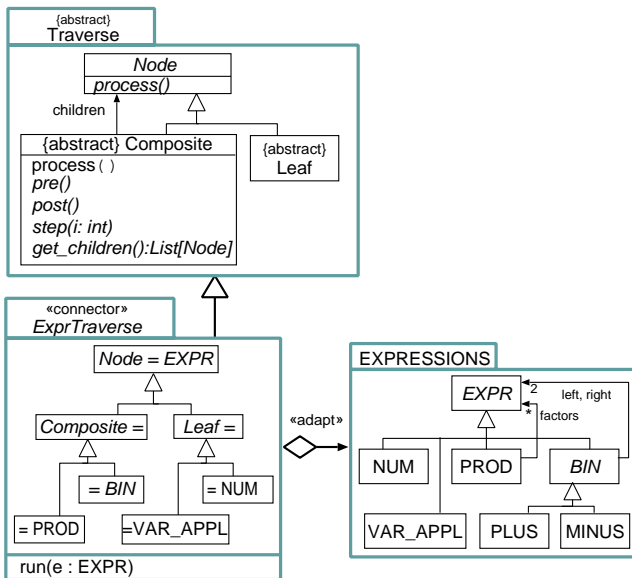 {abstract}
Traverse
Node
process()
children
{abstract} Composite
process()
pre()
post()
step(i: int)
get_children():List[Node]
{abstract}
Leaf
«connector»
ExprTraverse
Node = EXPR
Composite =
Leaf =
= BIN
= NUM
= PROD
=VAR_APPL
run(e : EXPR)
«adapt»
EXPRESSIONS
EXPR
2
left, right
*
factors
NUM
PROD
BIN
VAR_APPL
PLUS
MINUS